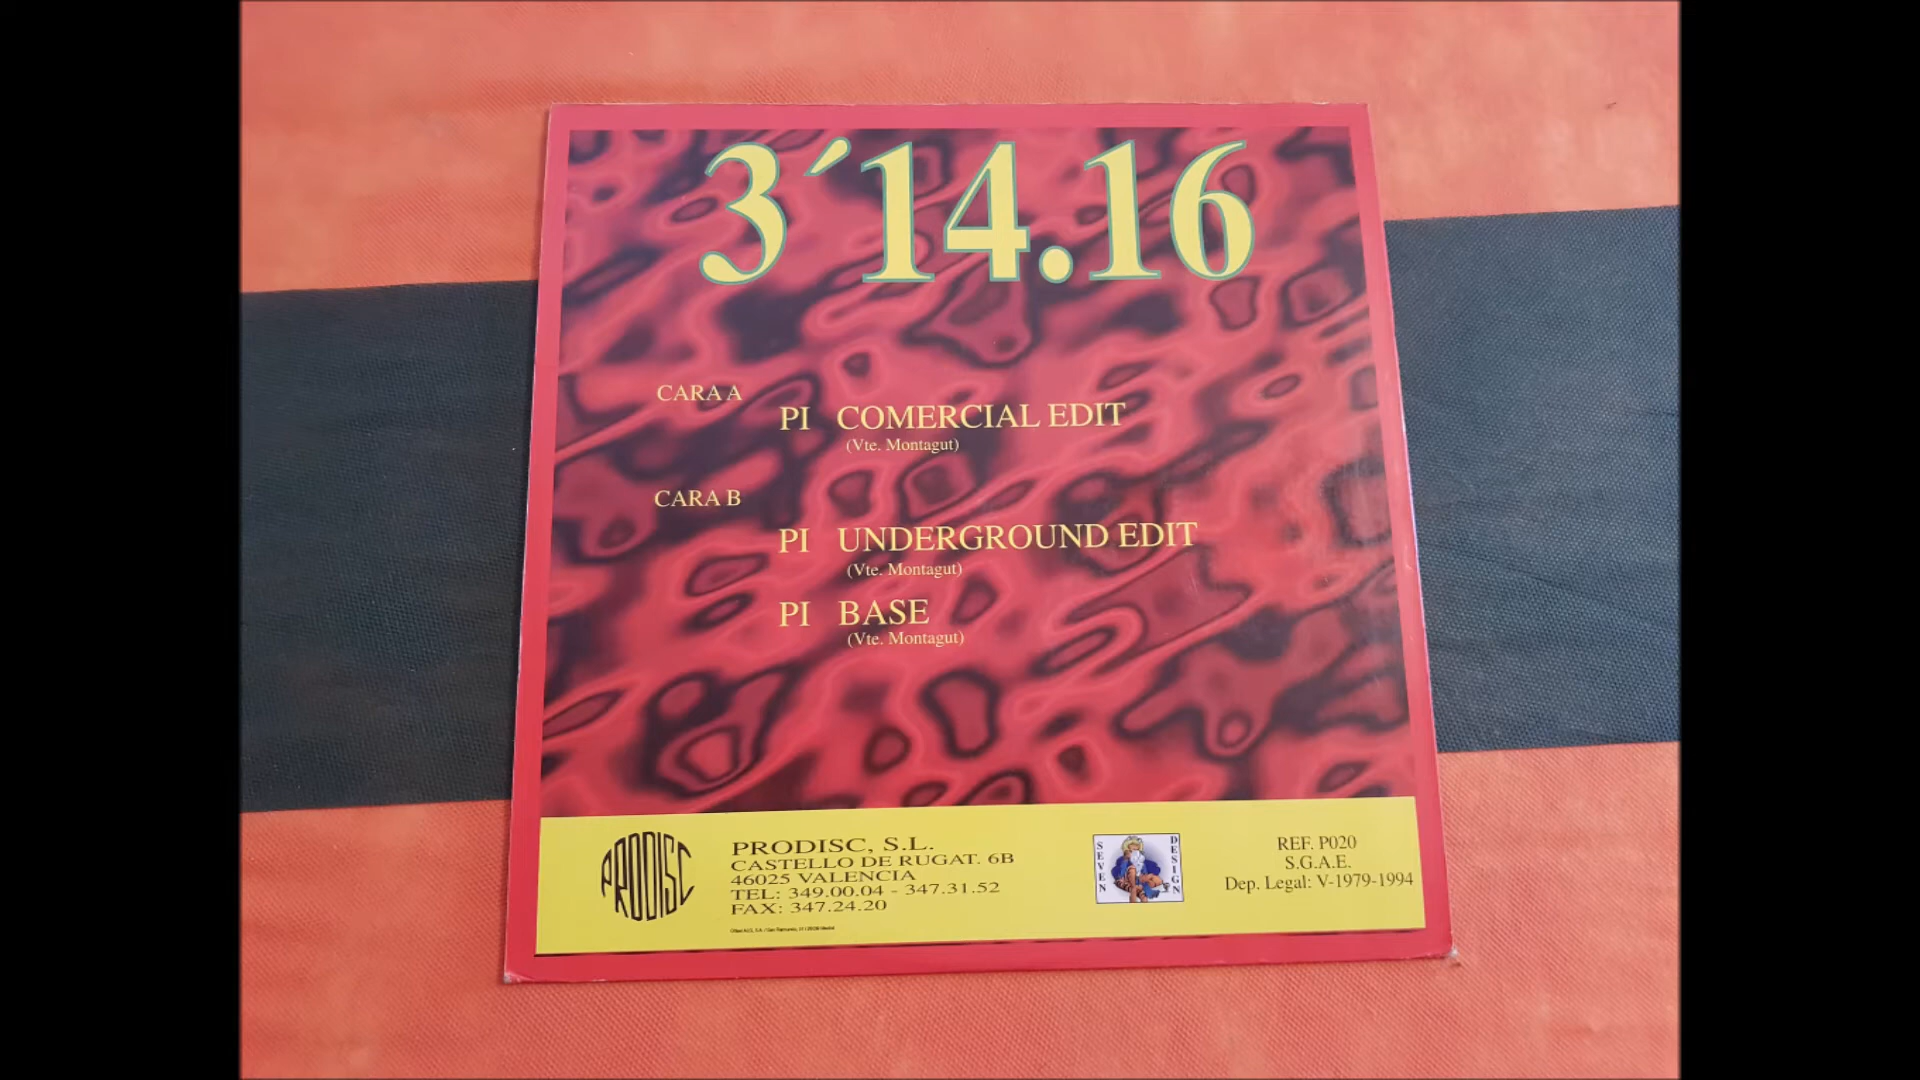 3´14.16
CARA A
PI COMERCIAL EDIT
(Vte. Montagut)
CARA B
PI UNDERGROUND EDIT
(Vte. Montagut)
PI BASE
(Vte. Montagut)
PRODISC
PRODISC, S.L.
CASTELLO DE RUGAT. 6B
46025 VALENCIA
TEL: 349.00.04 - 347.31.52
FAX: 347.24.20
SEVEN
DESIGN
REF. P020
S.G.A.E.
Dep. Legal: V-1979-1994